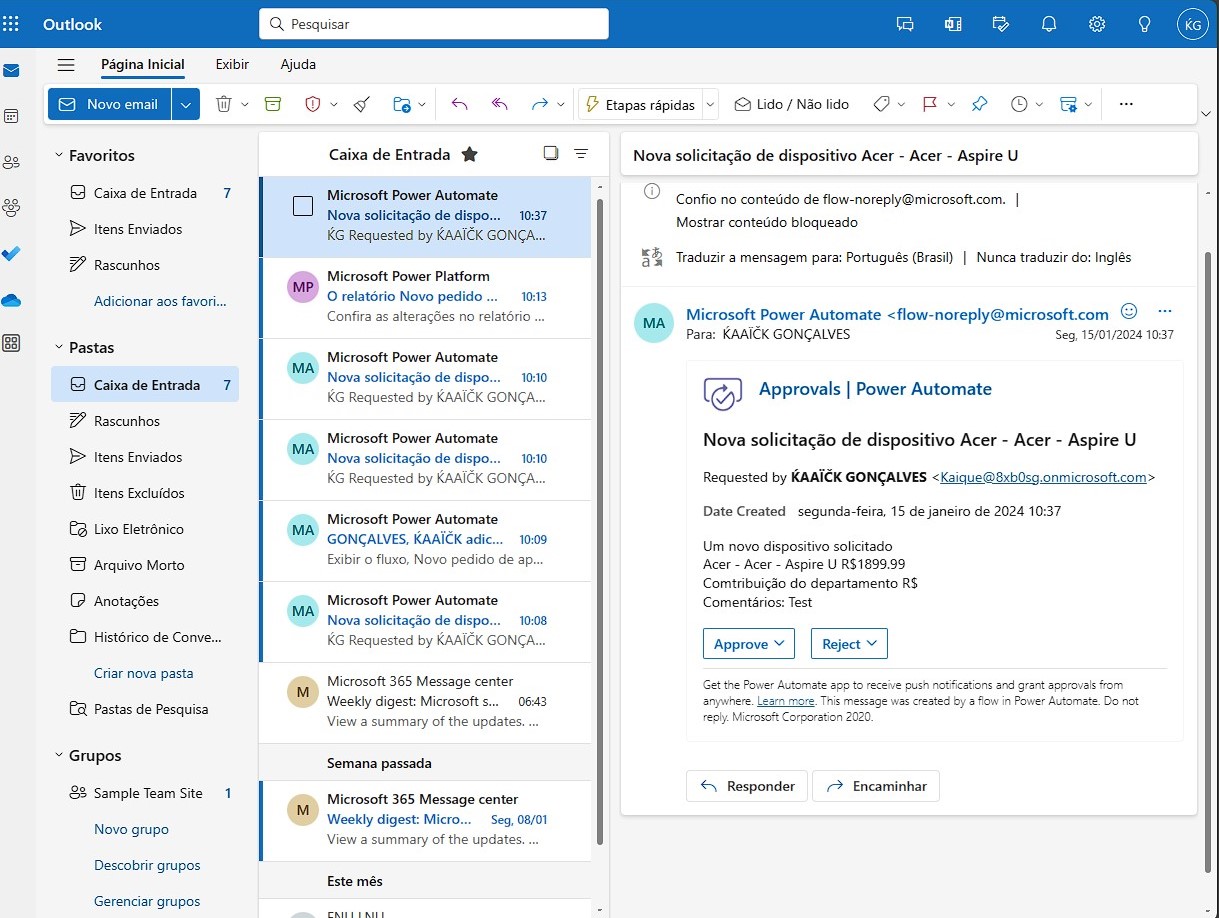 Outlook
Pesquisar
ḰG
Página Inicial
Exibir
Ajuda
Novo email
Etapas rápidas
Lido / Não lido
Favoritos
Caixa de Entrada 7
Itens Enviados
Rascunhos
Adicionar aos favori...
Pastas
Caixa de Entrada 7
Rascunhos
Itens Enviados
Itens Excluídos
Lixo Eletrônico
Arquivo Morto
Anotações
Histórico de Conve...
Criar nova pasta
Pastas de Pesquisa
Grupos
Sample Team Site 1
Novo grupo
Descobrir grupos
Gerenciar grupos
Caixa de Entrada
Microsoft Power Automate
Nova solicitação de dispo... 10:37
ḰG Requested by ḰAAÏČK GONÇA...
MP
Microsoft Power Platform
O relatório Novo pedido ... 10:13
Confira as alterações no relatório ...
MA
Microsoft Power Automate
Nova solicitação de dispo... 10:10
ḰG Requested by ḰAAÏČK GONÇA...
MA
Microsoft Power Automate
Nova solicitação de dispo... 10:10
ḰG Requested by ḰAAÏČK GONÇA...
MA
Microsoft Power Automate
GONÇALVES, ḰAAÏČK adic... 10:09
Exibir o fluxo, Novo pedido de ap...
MA
Microsoft Power Automate
Nova solicitação de dispo... 10:08
ḰG Requested by ḰAAÏČK GONÇA...
M
Microsoft 365 Message center
Weekly digest: Microsoft s... 06:43
View a summary of the updates. ...
Semana passada
M
Microsoft 365 Message center
Weekly digest: Micro... Seg, 08/01
View a summary of the updates. ...
Este mês
Nova solicitação de dispositivo Acer - Acer - Aspire U
Confio no conteúdo de flow-noreply@microsoft.com. |
Mostrar conteúdo bloqueado
Traduzir a mensagem para: Português (Brasil) | Nunca traduzir do: Inglês
MA
Microsoft Power Automate <flow-noreply@microsoft.com
Para: ḰAAÏČK GONÇALVES
Seg, 15/01/2024 10:37
Approvals | Power Automate
Nova solicitação de dispositivo Acer - Acer - Aspire U
Requested by ḰAAÏČK GONÇALVES <Kaique@8xb0sg.onmicrosoft.com>
Date Created segunda-feira, 15 de janeiro de 2024 10:37
Um novo dispositivo solicitado
Acer - Acer - Aspire U R$1899.99
Comtribuição do departamento R$
Comentários: Test
Approve
Reject
Get the Power Automate app to receive push notifications and grant approvals from
anywhere. Learn more. This message was created by a flow in Power Automate. Do not
reply. Microsoft Corporation 2020.
Responder
Encaminhar